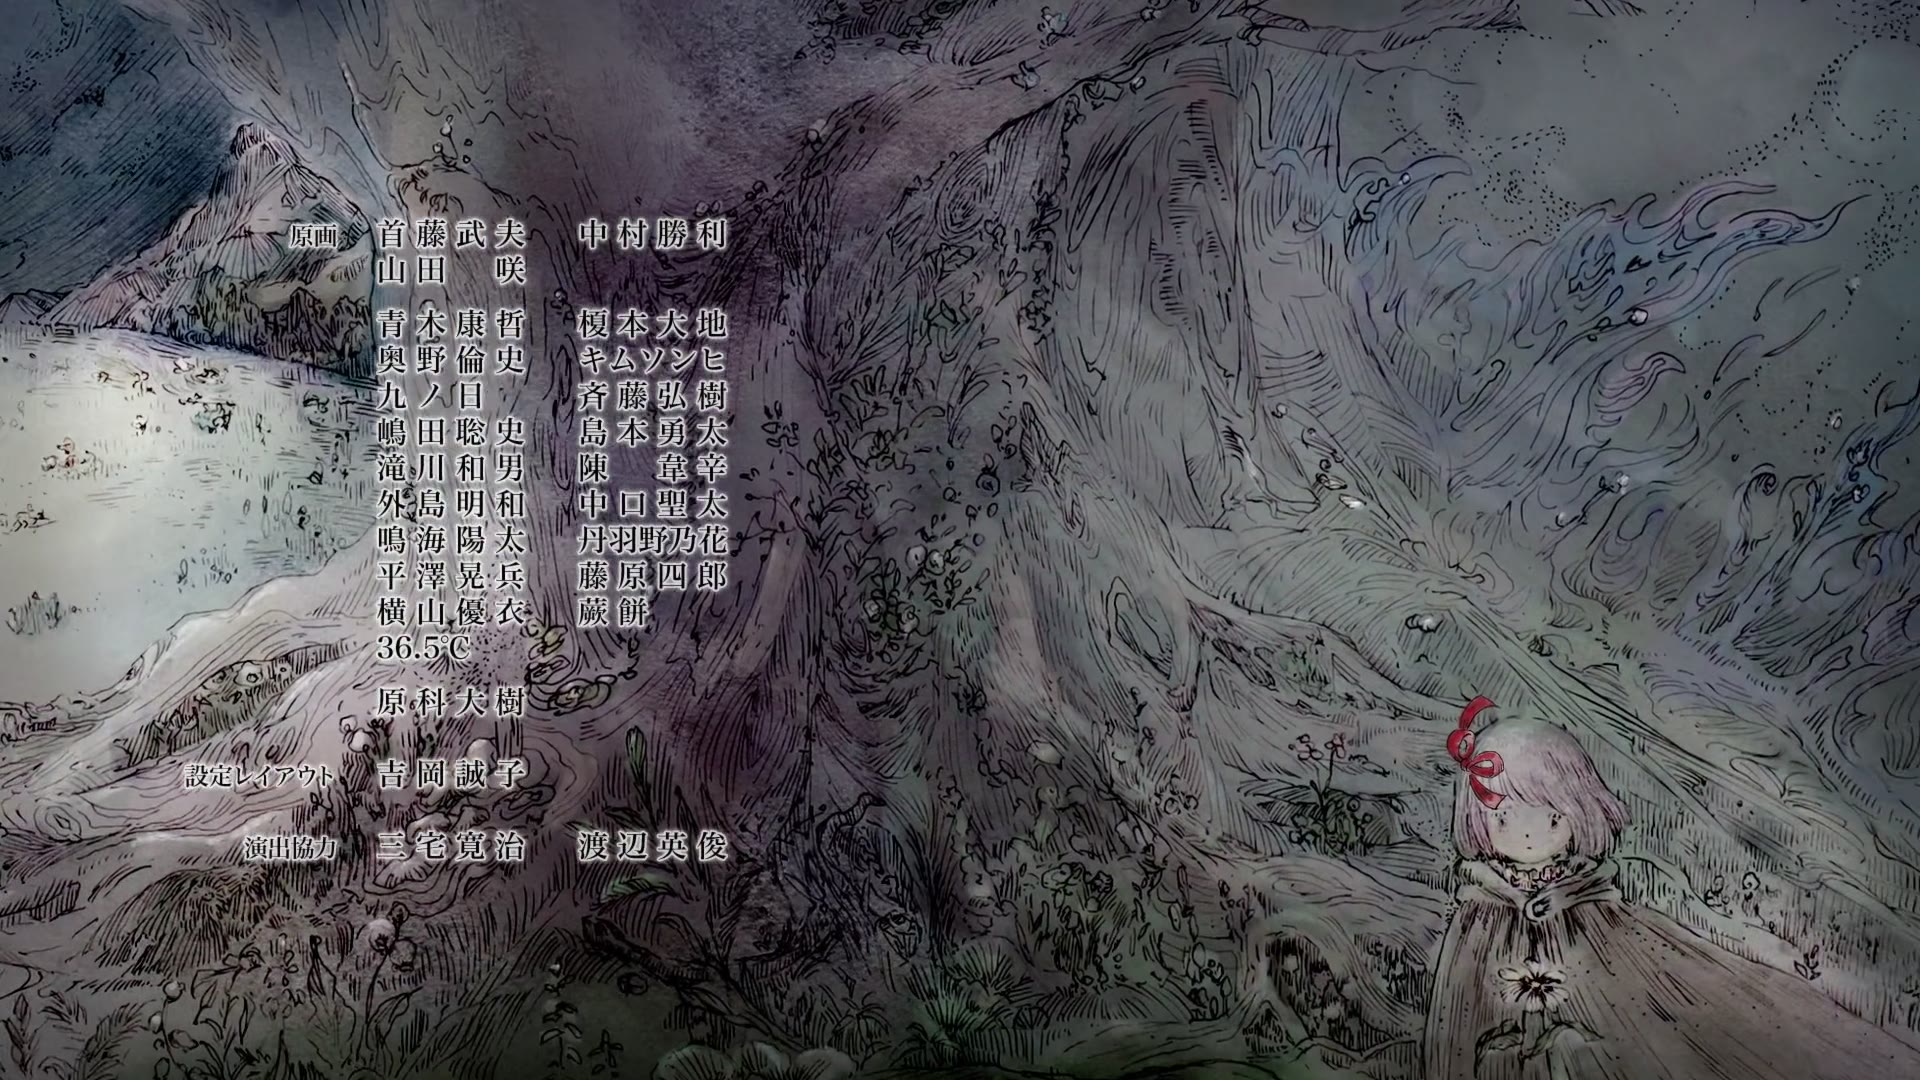 原画 首藤武夫 中村勝利
山田 咲
青木康哲 榎本大地
奥野倫史 キムソンヒ
九ノ日 斉藤弘樹
嶋田聡史 島本勇太
滝川和男 陳 韋辛
外島明和 中口聖太
鳴海陽太 丹羽野乃花
平澤晃兵 藤原四郎
横山優衣 蕨餅
36.5℃
原科大樹
設定レイアウト 吉岡誠子
演出協力 三宅寛治 渡辺英俊